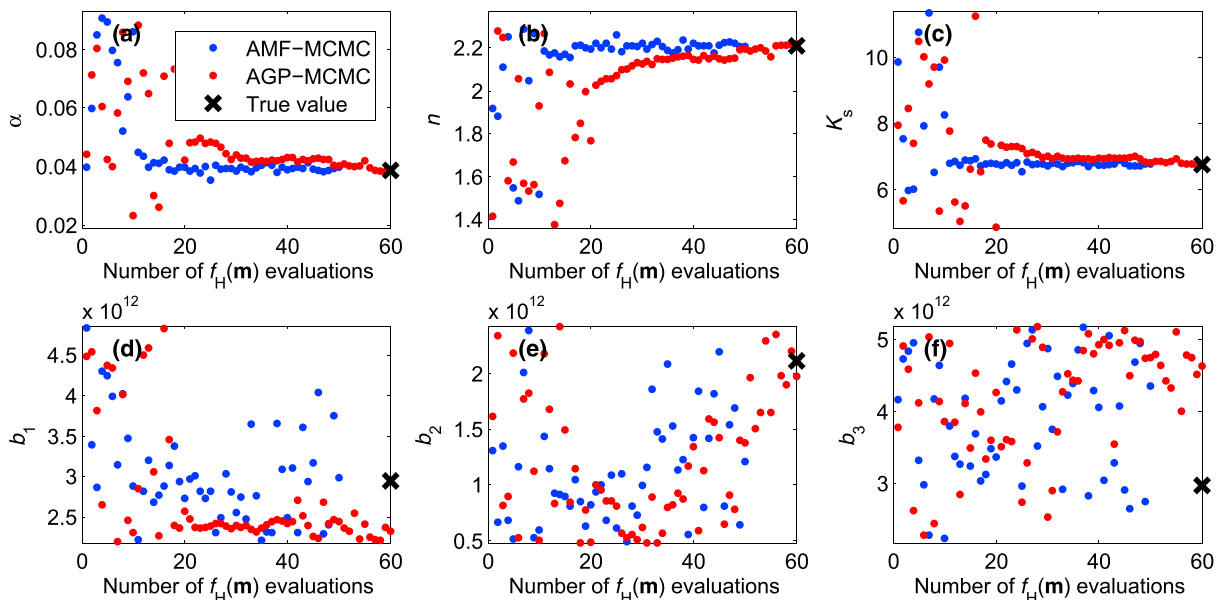 (a)
AMF−MCMC
AGP−MCMC
True value
0.08
0.06
0.04
0.02
α
0 20 40 60
Number of f_H(m) evaluations
(b)
2.2
2
1.8
1.6
1.4
n
0 20 40 60
Number of f_H(m) evaluations
(c)
10
8
6
K_s
0 20 40 60
Number of f_H(m) evaluations
x 10^12
(d)
4.5
4
3.5
3
2.5
b_1
0 20 40 60
Number of f_H(m) evaluations
x 10^12
(e)
2
1.5
1
0.5
b_2
0 20 40 60
Number of f_H(m) evaluations
x 10^12
(f)
5
4
3
b_3
0 20 40 60
Number of f_H(m) evaluations